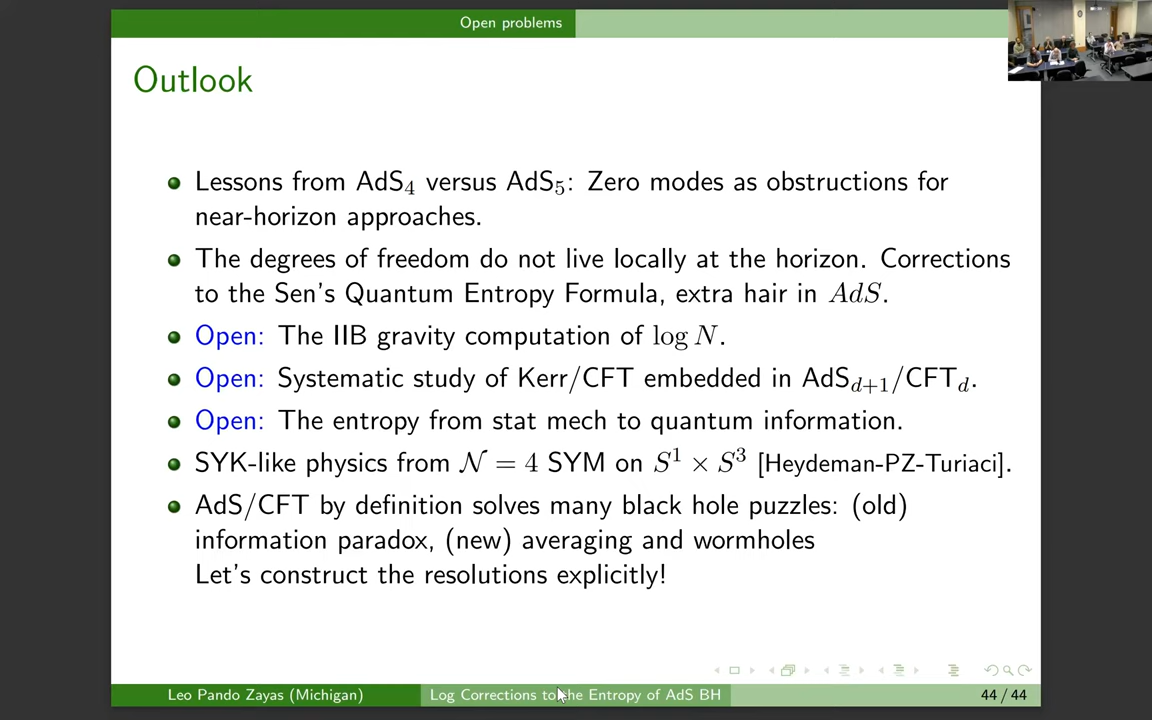 Open problems
Outlook
Lessons from AdS₄ versus AdS₅: Zero modes as obstructions for
near-horizon approaches.
The degrees of freedom do not live locally at the horizon. Corrections
to the Sen's Quantum Entropy Formula, extra hair in AdS.
Open: The IIB gravity computation of log N.
Open: Systematic study of Kerr/CFT embedded in AdS_{d+1}/CFT_d.
Open: The entropy from stat mech to quantum information.
SYK-like physics from 𝒩 = 4 SYM on S¹ × S³ [Heydeman-PZ-Turiaci].
AdS/CFT by definition solves many black hole puzzles: (old)
information paradox, (new) averaging and wormholes
Let's construct the resolutions explicitly!
Leo Pando Zayas (Michigan)
Log Corrections to the Entropy of AdS BH
44 / 44